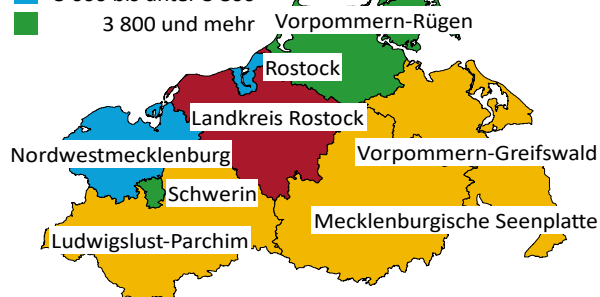 3 800 und mehr
Vorpommern-Rügen
Rostock
Landkreis Rostock
Nordwestmecklenburg
Vorpommern-Greifswald
Schwerin
Mecklenburgische Seenplatte
Ludwigslust-Parchim